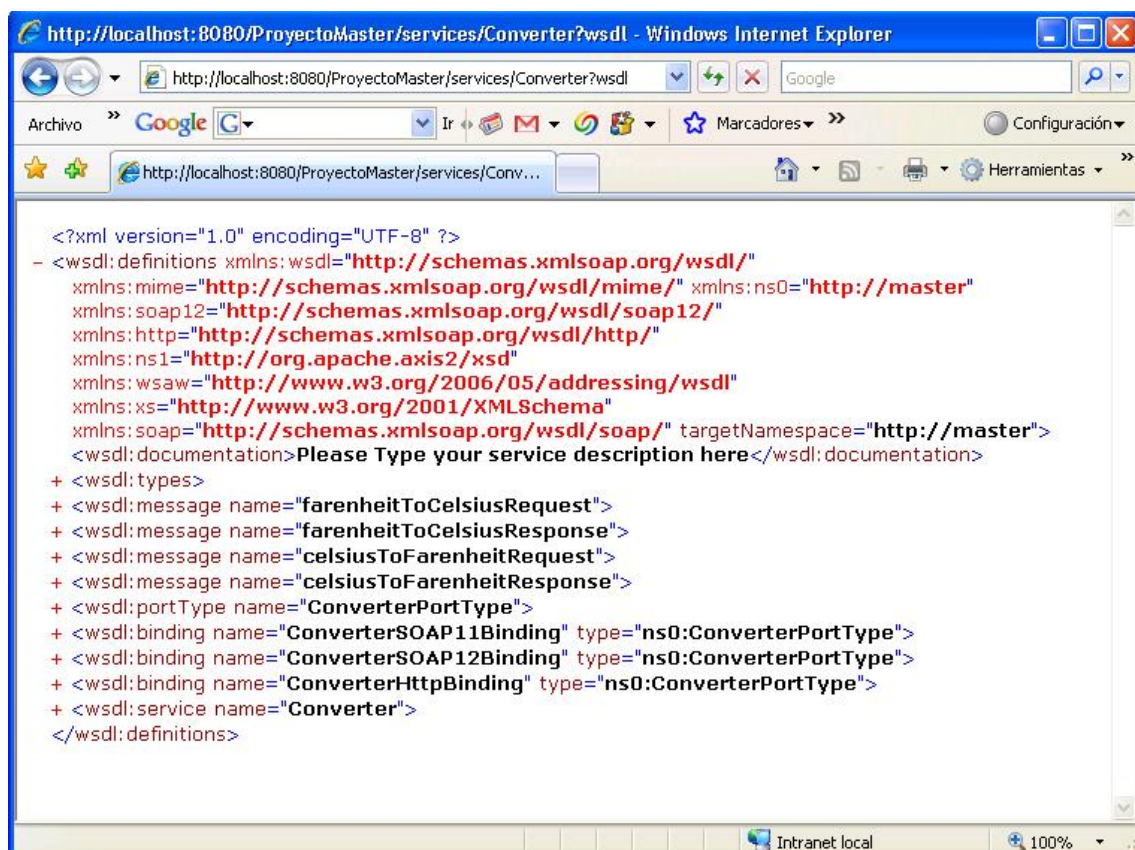 http://localhost:8080/ProyectoMaster/services/Converter?wsdl - Windows Internet Explorer
http://localhost:8080/ProyectoMaster/services/Converter?wsdl Google
Archivo » Google G Ir Marcadores » Configuración
http://localhost:8080/ProyectoMaster/services/Conv... Herramientas »
<?xml version="1.0" encoding="UTF-8" ?>
- <wsdl:definitions xmlns:wsdl="http://schemas.xmlsoap.org/wsdl/"
xmlns:mime="http://schemas.xmlsoap.org/wsdl/mime/" xmlns:ns0="http://master"
xmlns:soap12="http://schemas.xmlsoap.org/wsdl/soap12/"
xmlns:http="http://schemas.xmlsoap.org/wsdl/http/"
xmlns:ns1="http://org.apache.axis2/xsd"
xmlns:wsaw="http://www.w3.org/2006/05/addressing/wsdl"
xmlns:xs="http://www.w3.org/2001/XMLSchema"
xmlns:soap="http://schemas.xmlsoap.org/wsdl/soap/" targetNamespace="http://master">
<wsdl:documentation>Please Type your service description here</wsdl:documentation>
+ <wsdl:types>
+ <wsdl:message name="farenheitToCelsiusRequest">
+ <wsdl:message name="farenheitToCelsiusResponse">
+ <wsdl:message name="celsiusToFarenheitRequest">
+ <wsdl:message name="celsiusToFarenheitResponse">
+ <wsdl:portType name="ConverterPortType">
+ <wsdl:binding name="ConverterSOAP11Binding" type="ns0:ConverterPortType">
+ <wsdl:binding name="ConverterSOAP12Binding" type="ns0:ConverterPortType">
+ <wsdl:binding name="ConverterHttpBinding" type="ns0:ConverterPortType">
+ <wsdl:service name="Converter">
</wsdl:definitions>
Intranet local 100%